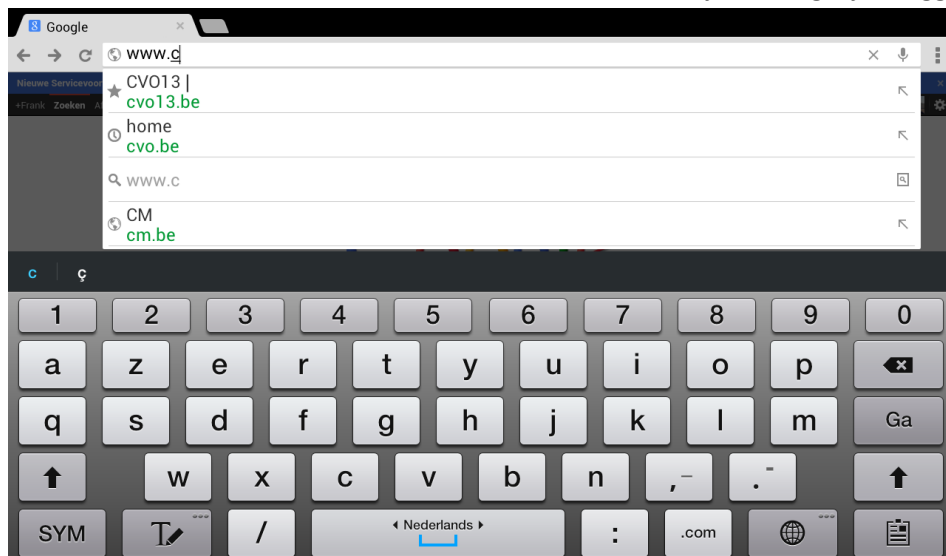 Google
www.c
Nieuwe Servicevoor
+Frank Zoeken
CVO13 |
cvo13.be
home
cvo.be
www.c
CM
cm.be
c ç
1 2 3 4 5 6 7 8 9 0
a z e r t y u i o p
q s d f g h j k l m Ga
w x c v b n ,- .-
SYM T / Nederlands : .com